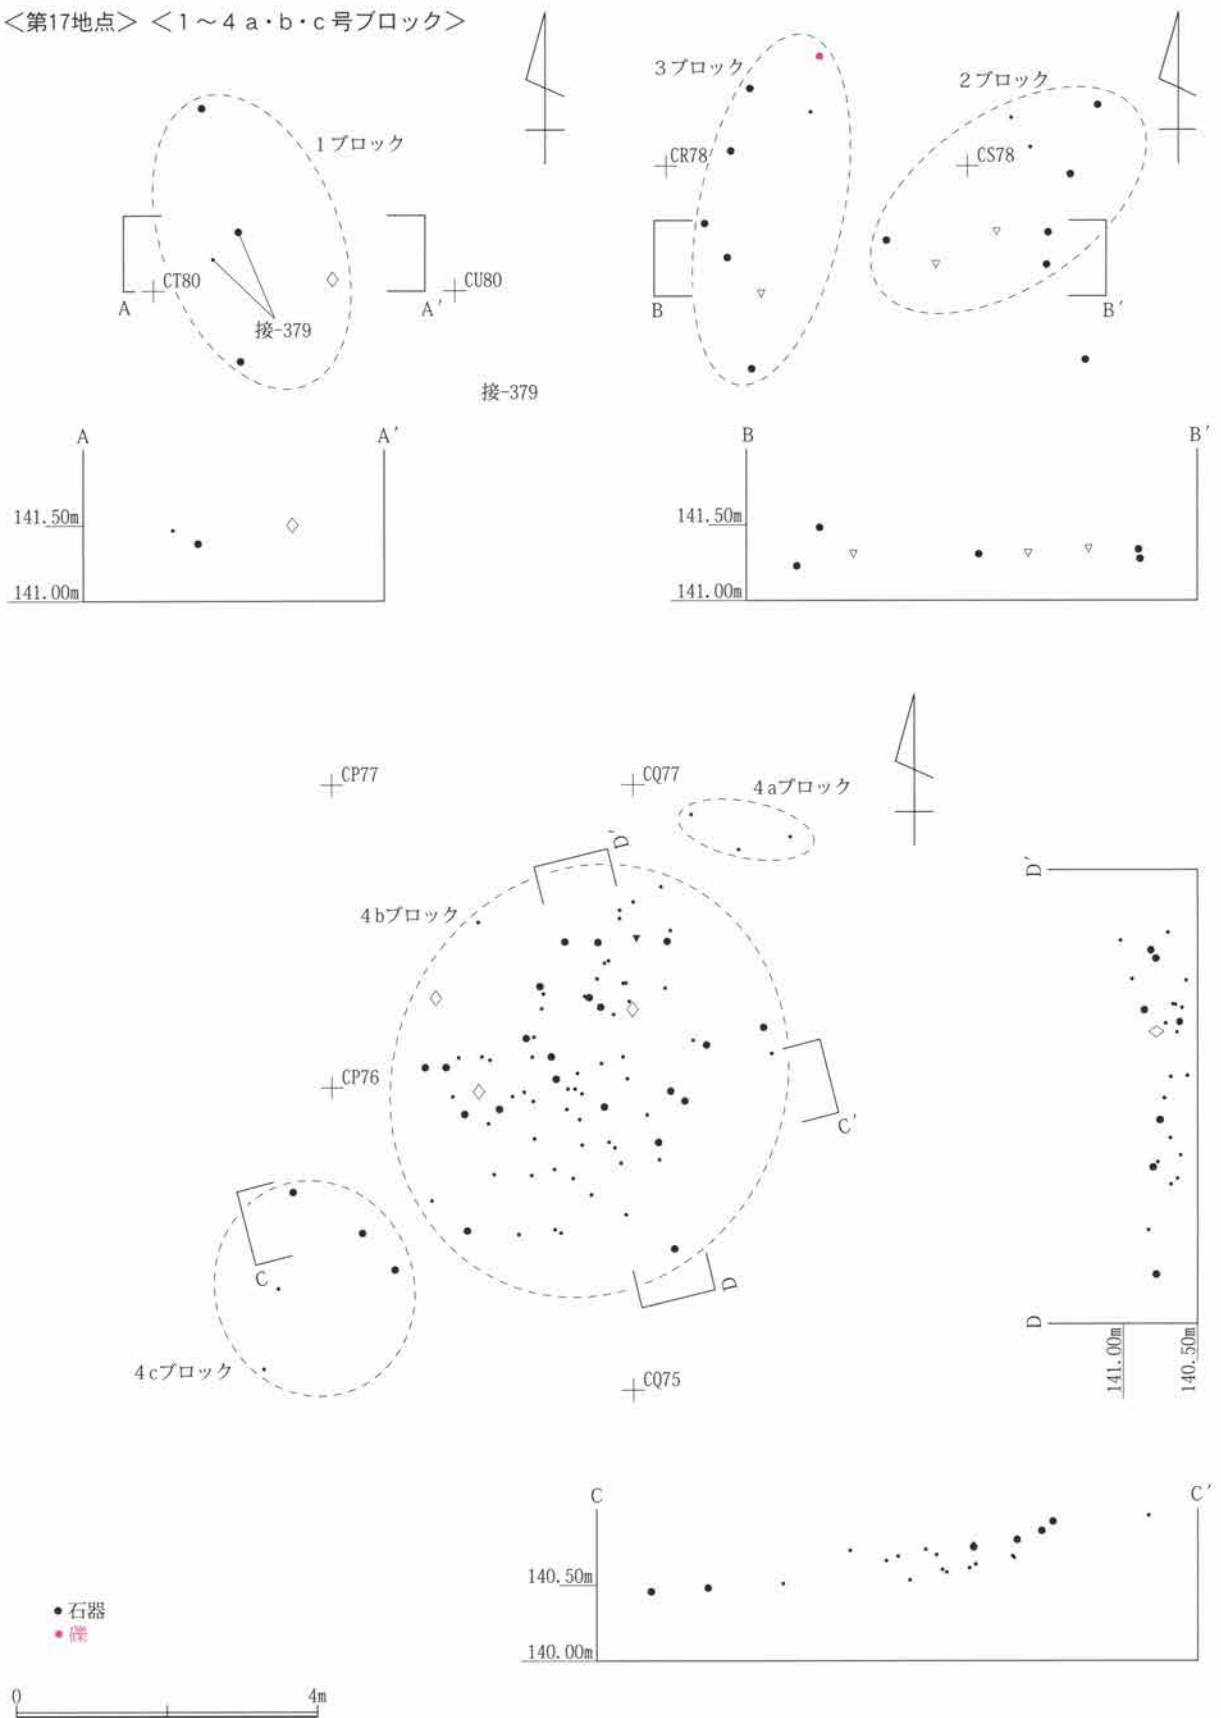 ＜第17地点＞ ＜1～4 a・b・c号ブロック＞
1ブロック
CT80
CU80
A
A'
接-379
接-379
3ブロック
2ブロック
CR78
CS78
B
B'
A
A'
141.50m
141.00m
B
B'
141.50m
141.00m
CP77
CQ77
4aブロック
D'
4bブロック
CP76
C'
C
D
4cブロック
CQ75
D'
D
141.00m
140.50m
C
C'
140.50m
140.00m
石器
礫
0
4m